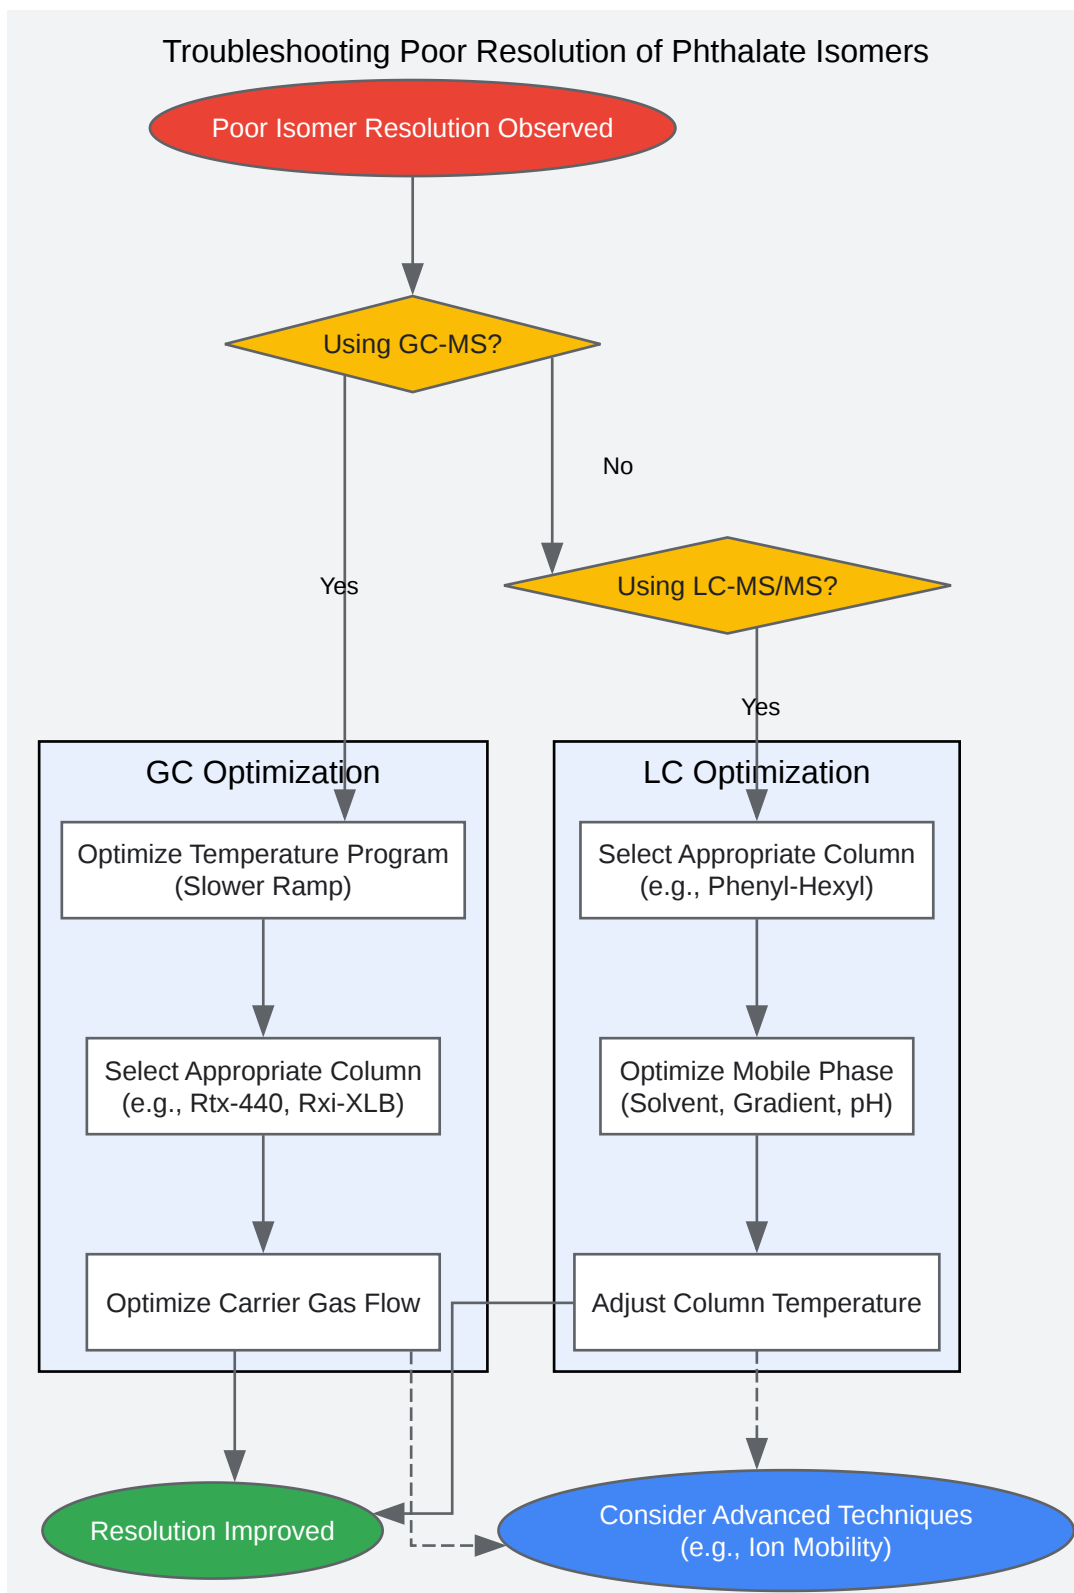 Troubleshooting Poor Resolution of Phthalate Isomers
Poor Isomer Resolution Observed
Using GC-MS?
No
Yes
Using LC-MS/MS?
Yes
GC Optimization
Optimize Temperature Program
(Slower Ramp)
Select Appropriate Column
(e.g., Rtx-440, Rxi-XLB)
Optimize Carrier Gas Flow
LC Optimization
Select Appropriate Column
(e.g., Phenyl-Hexyl)
Optimize Mobile Phase
(Solvent, Gradient, pH)
Adjust Column Temperature
Resolution Improved
Consider Advanced Techniques
(e.g., Ion Mobility)